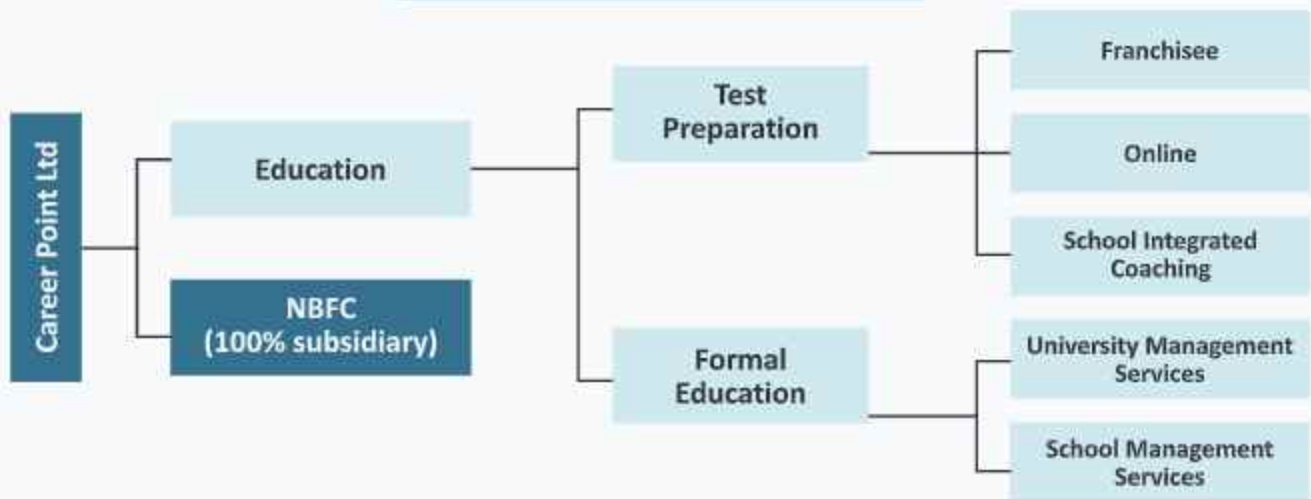 Career Point Ltd
Education
NBFC
(100% subsidiary)
Test
Preparation
Formal
Education
Franchisee
Online
School Integrated
Coaching
University Management
Services
School Management
Services